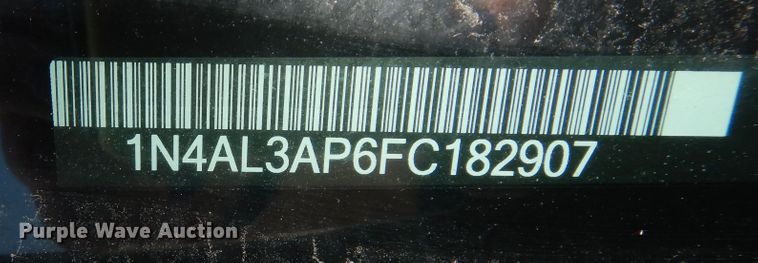 1N4AL3AP6FC182907
Purple Wave Auction